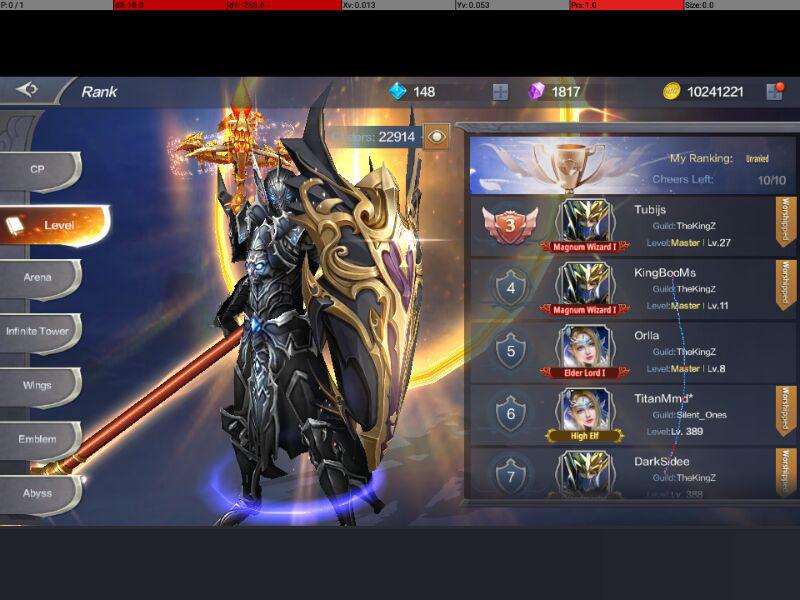 P: 0 / 1
dX: 10.0
dY: -253.6
Xv: 0.013
Yv: 0.053
Prs: 1.0
Size: 0.0
Rank
148
1817
10241221
22914
CP
Level
Arena
Infinite Tower
Wings
Emblem
Abyss
My Ranking: Unranked
Cheers Left: 10/10
3
Magnum Wizard I
Tubijs
Guild:TheKingZ
Level:Master | Lv.27
Worshipped
4
Magnum Wizard I
KingBooMs
Guild:TheKingZ
Level:Master | Lv.11
Worshipped
5
Elder Lord I
Orlla
Guild:TheKingZ
Level:Master | Lv.8
6
High Elf
TitanMmd*
Guild:Silent_Ones
Level:Lv. 389
Worshipped
7
DarkSidee
Guild:TheKingZ
Level:Lv. 388
Worshipped